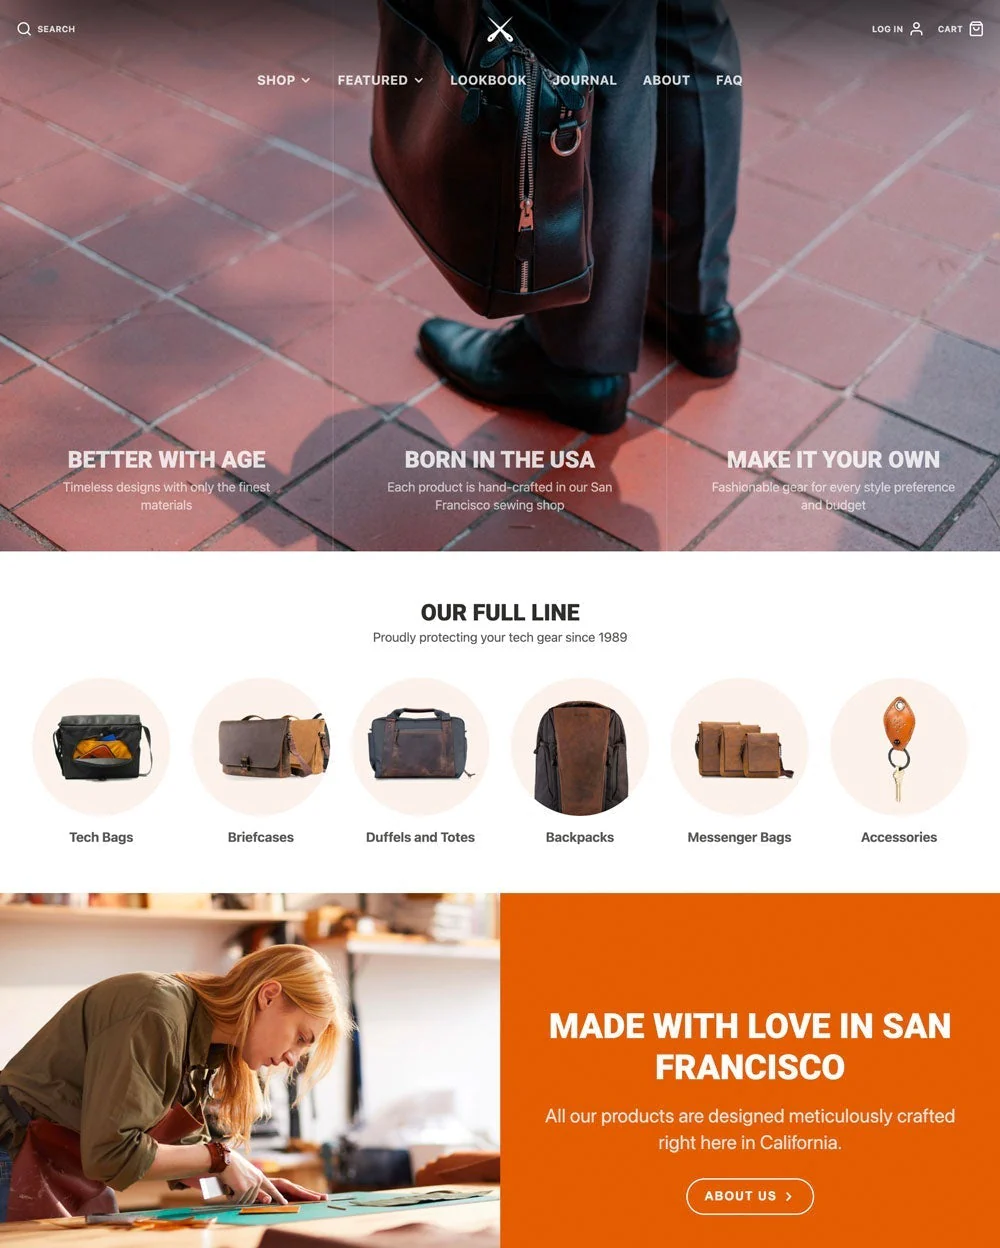 SEARCH
LOG IN
CART
SHOP
FEATURED
LOOKBOOK
JOURNAL
ABOUT
FAQ
BETTER WITH AGE
Timeless designs with only the finest
materials
BORN IN THE USA
Each product is hand-crafted in our San
Francisco sewing shop
MAKE IT YOUR OWN
Fashionable gear for every style preference
and budget
OUR FULL LINE
Proudly protecting your tech gear since 1989
Tech Bags
Briefcases
Duffels and Totes
Backpacks
Messenger Bags
Accessories
MADE WITH LOVE IN SAN
FRANCISCO
All our products are designed meticulously crafted
right here in California.
ABOUT US